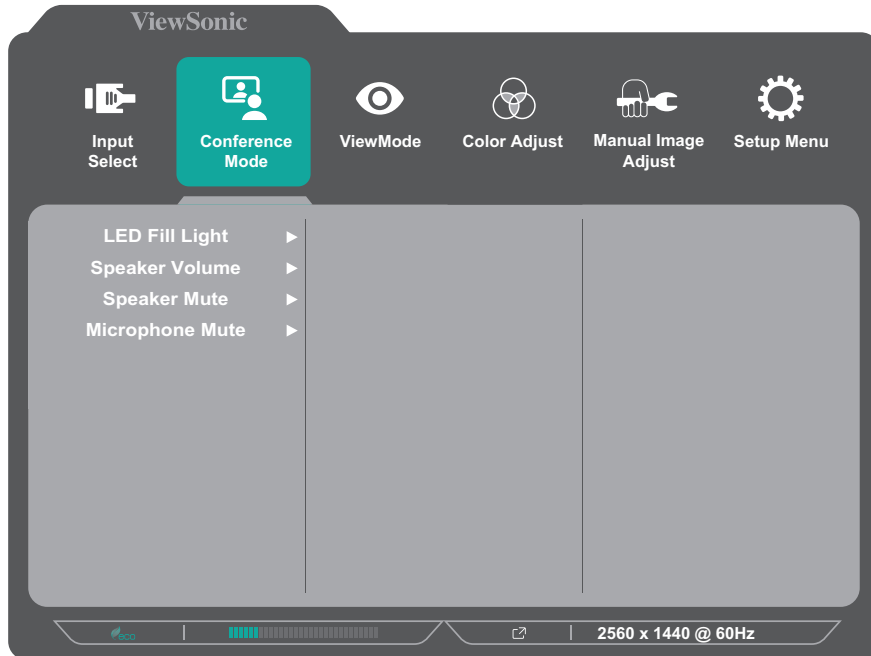 ViewSonic
Input
Select
Conference
Mode
ViewMode
Color Adjust
Manual Image
Adjust
Setup Menu
LED Fill Light
Speaker Volume
Speaker Mute
Microphone Mute
eco
2560 x 1440 @ 60Hz